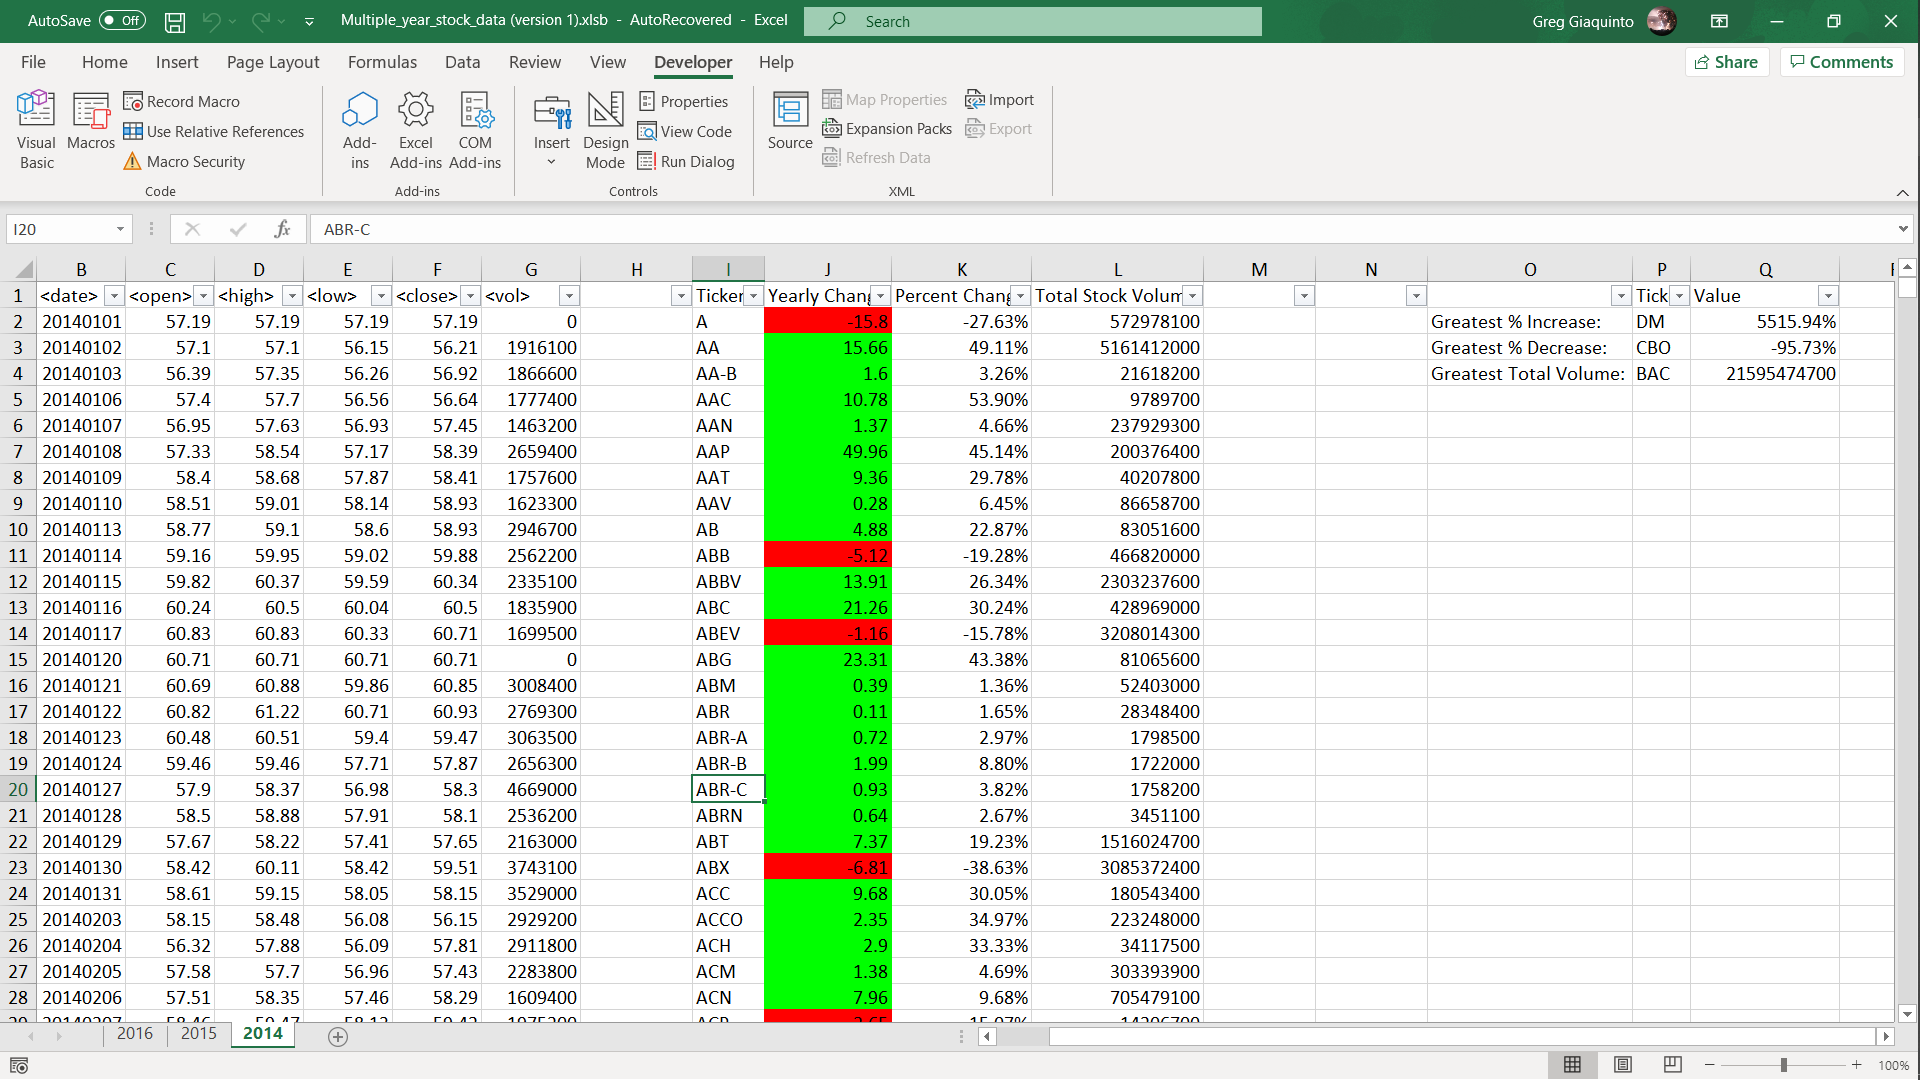 AutoSave Off Multiple_year_stock_data (version 1).xlsb - AutoRecovered - Excel Search Greg Giaquinto
File Home Insert Page Layout Formulas Data Review View Developer Help Share Comments
Visual Basic Macros Record Macro Use Relative References Macro Security Add-ins Excel Add-ins COM Add-ins Insert Design Mode Properties View Code Run Dialog Source Map Properties Expansion Packs Refresh Data Import Export
Code Add-ins Controls XML
I20 fx ABR-C
B C D E F G H I J K L M N O P Q
1 <date> <open> <high> <low> <close> <vol> Ticker Yearly Chang Percent Chang Total Stock Volum Tick Value
2 20140101 57.19 57.19 57.19 57.19 0 A -15.8 -27.63% 572978100 Greatest % Increase: DM 5515.94%
3 20140102 57.1 57.1 56.15 56.21 1916100 AA 15.66 49.11% 5161412000 Greatest % Decrease: CBO -95.73%
4 20140103 56.39 57.35 56.26 56.92 1866600 AA-B 1.6 3.26% 21618200 Greatest Total Volume: BAC 21595474700
5 20140106 57.4 57.7 56.56 56.64 1777400 AAC 10.78 53.90% 9789700
6 20140107 56.95 57.63 56.93 57.45 1463200 AAN 1.37 4.66% 237929300
7 20140108 57.33 58.54 57.17 58.39 2659400 AAP 49.96 45.14% 200376400
8 20140109 58.4 58.68 57.87 58.41 1757600 AAT 9.36 29.78% 40207800
9 20140110 58.51 59.01 58.14 58.93 1623300 AAV 0.28 6.45% 86658700
10 20140113 58.77 59.1 58.6 58.93 2946700 AB 4.88 22.87% 83051600
11 20140114 59.16 59.95 59.02 59.88 2562200 ABB -5.12 -19.28% 466820000
12 20140115 59.82 60.37 59.59 60.34 2335100 ABBV 13.91 26.34% 2303237600
13 20140116 60.24 60.5 60.04 60.5 1835900 ABC 21.26 30.24% 428969000
14 20140117 60.83 60.83 60.33 60.71 1699500 ABEV -1.16 -15.78% 3208014300
15 20140120 60.71 60.71 60.71 60.71 0 ABG 23.31 43.38% 81065600
16 20140121 60.69 60.88 59.86 60.85 3008400 ABM 0.39 1.36% 52403000
17 20140122 60.82 61.22 60.71 60.93 2769300 ABR 0.11 1.65% 28348400
18 20140123 60.48 60.51 59.4 59.47 3063500 ABR-A 0.72 2.97% 1798500
19 20140124 59.46 59.46 57.71 57.87 2656300 ABR-B 1.99 8.80% 1722000
20 20140127 57.9 58.37 56.98 58.3 4669000 ABR-C 0.93 3.82% 1758200
21 20140128 58.5 58.88 57.91 58.1 2536200 ABRN 0.64 2.67% 3451100
22 20140129 57.67 58.22 57.41 57.65 2163000 ABT 7.37 19.23% 1516024700
23 20140130 58.42 60.11 58.42 59.51 3743100 ABX -6.81 -38.63% 3085372400
24 20140131 58.61 59.15 58.05 58.15 3529000 ACC 9.68 30.05% 180543400
25 20140203 58.15 58.48 56.08 56.15 2929200 ACCO 2.35 34.97% 223248000
26 20140204 56.32 57.88 56.09 57.81 2911800 ACH 2.9 33.33% 34117500
27 20140205 57.58 57.7 56.96 57.43 2283800 ACM 1.38 4.69% 303393900
28 20140206 57.51 58.35 57.46 58.29 1609400 ACN 7.96 9.68% 705479100
2016 2015 2014
100%